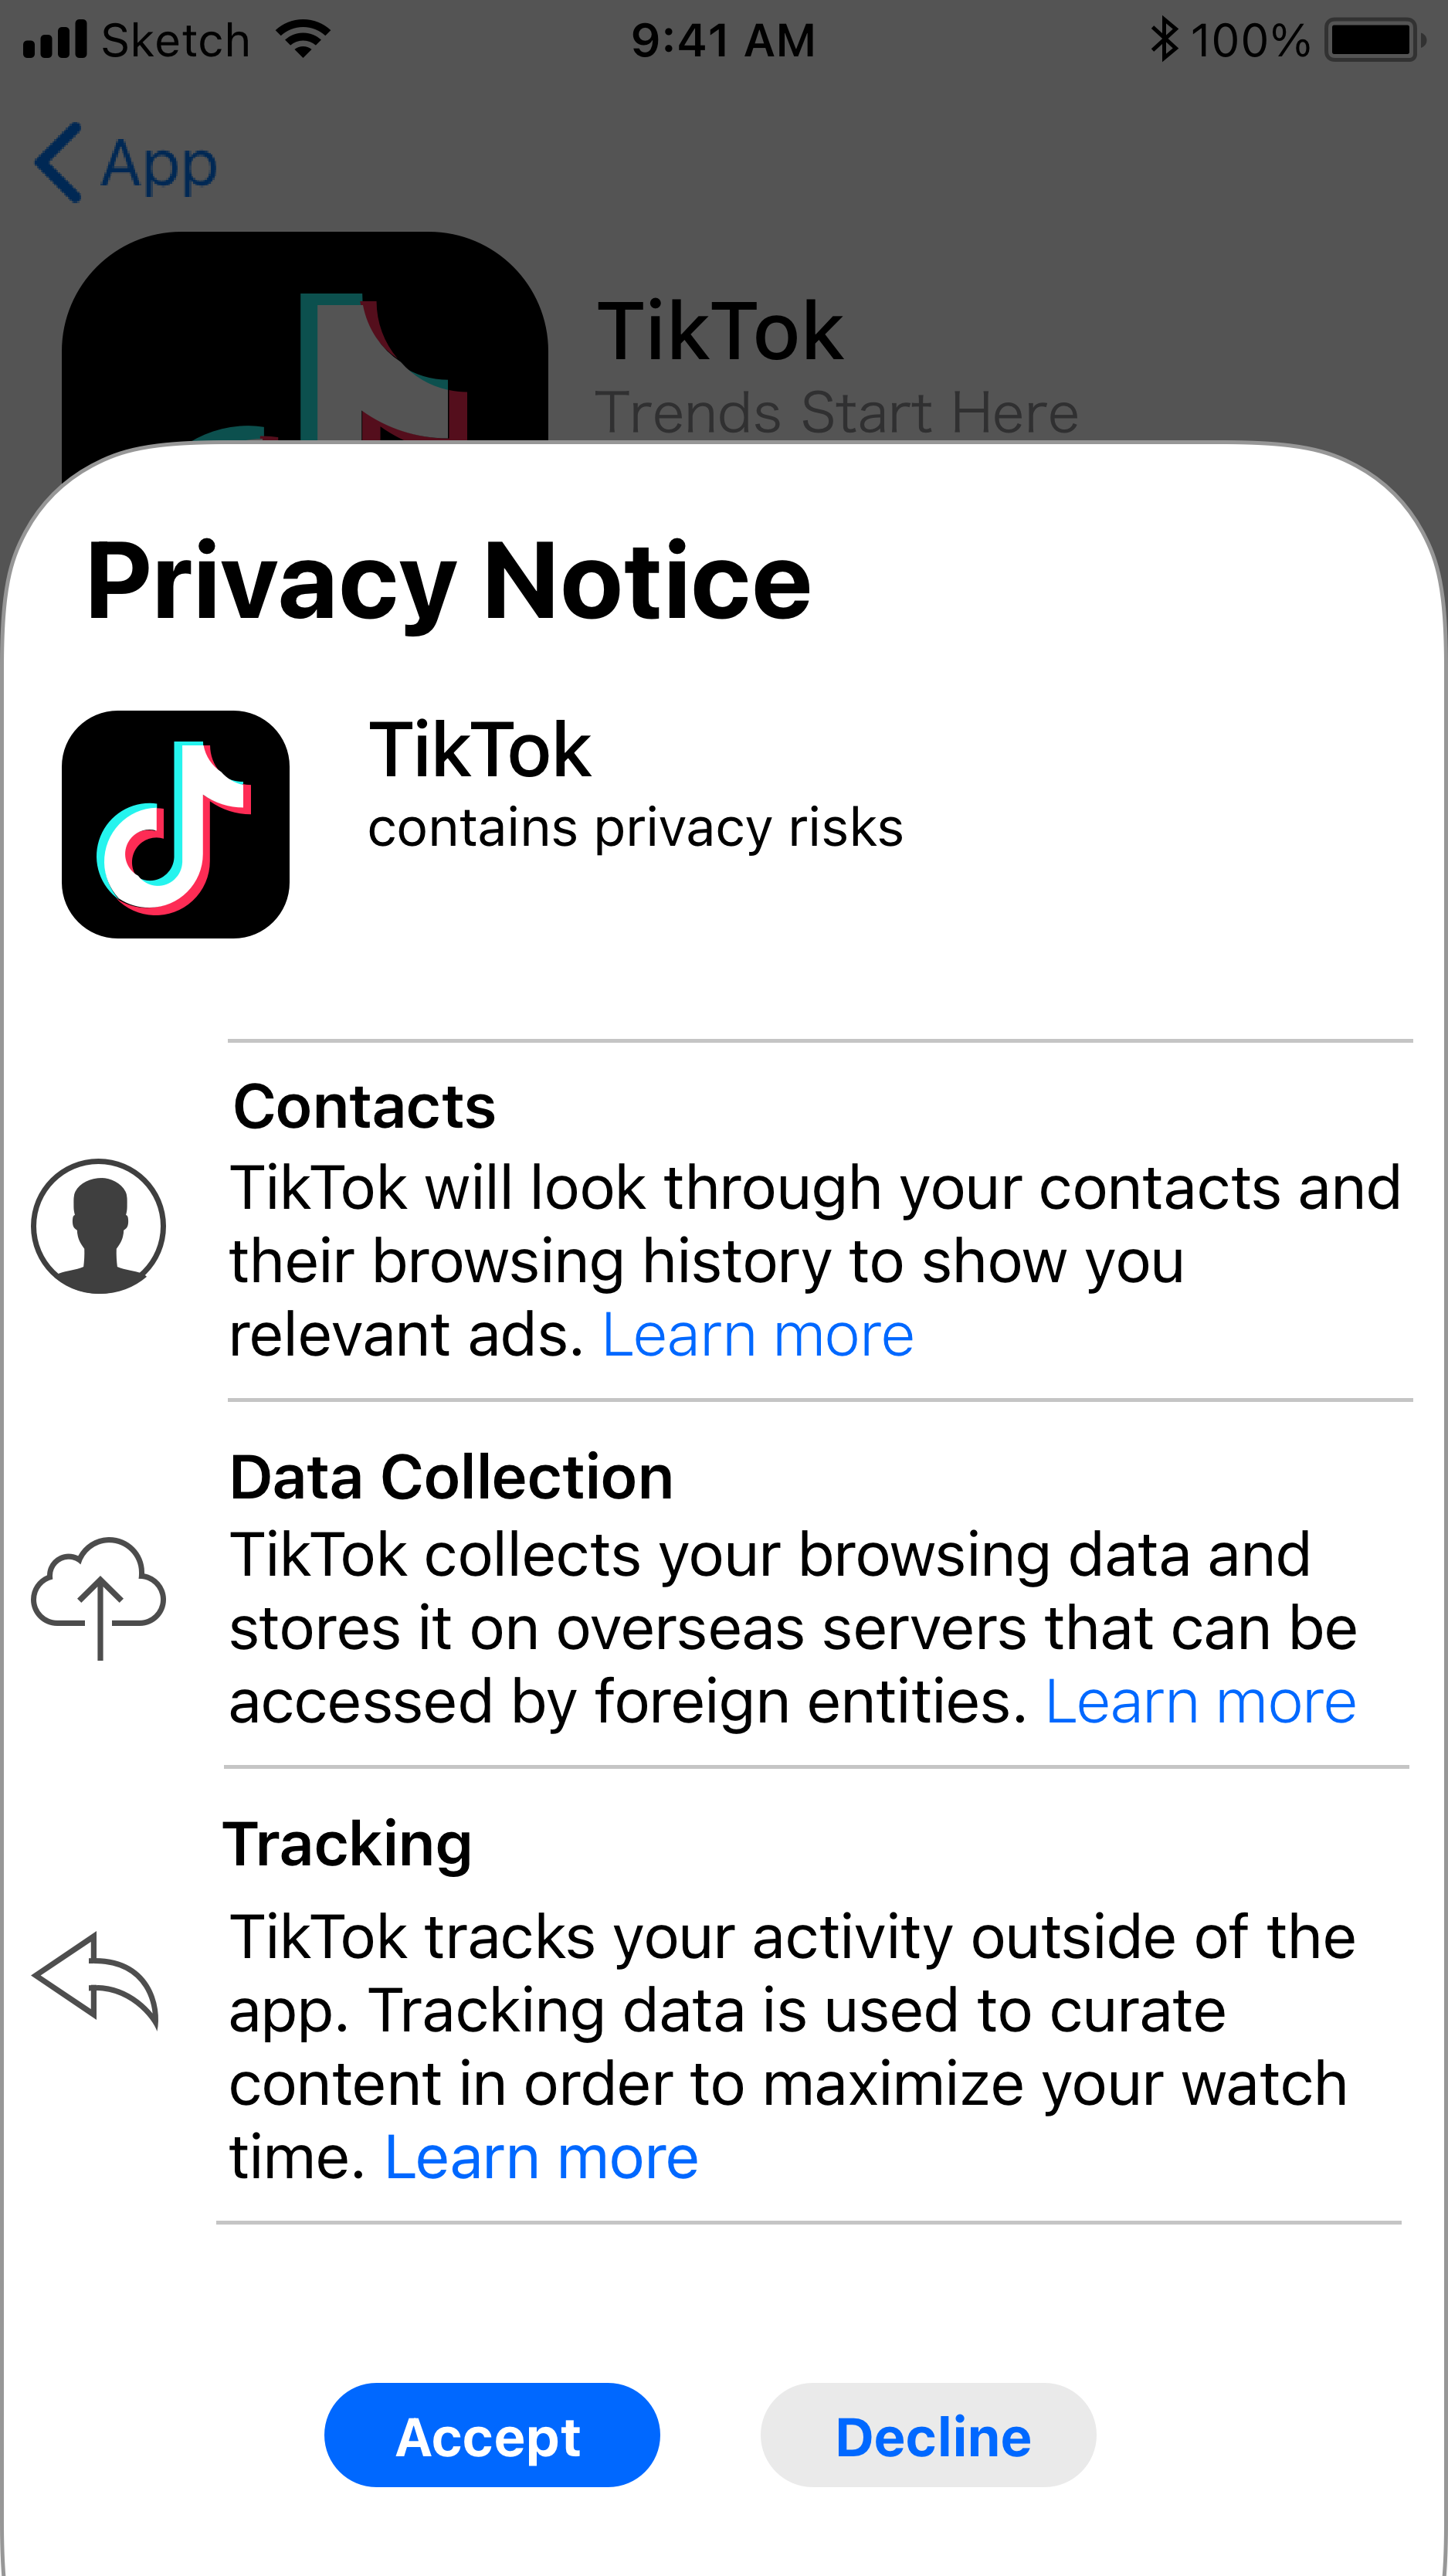 Sketch 9:41 AM 100%
App
TikTok
Trends Start Here
Privacy Notice
TikTok
contains privacy risks
Contacts
TikTok will look through your contacts and
their browsing history to show you
relevant ads. Learn more
Data Collection
TikTok collects your browsing data and
stores it on overseas servers that can be
accessed by foreign entities. Learn more
Tracking
TikTok tracks your activity outside of the
app. Tracking data is used to curate
content in order to maximize your watch
time. Learn more
Accept Decline